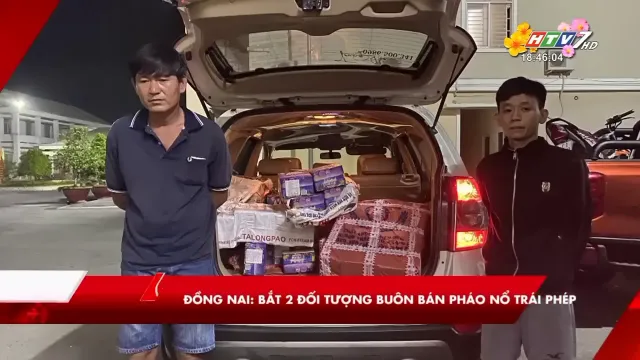 HTV7 HD
18:46:04
TALONGPAO
ĐỒNG NAI: BẮT 2 ĐỐI TƯỢNG BUÔN BÁN PHÁO NỔ TRÁI PHÉP